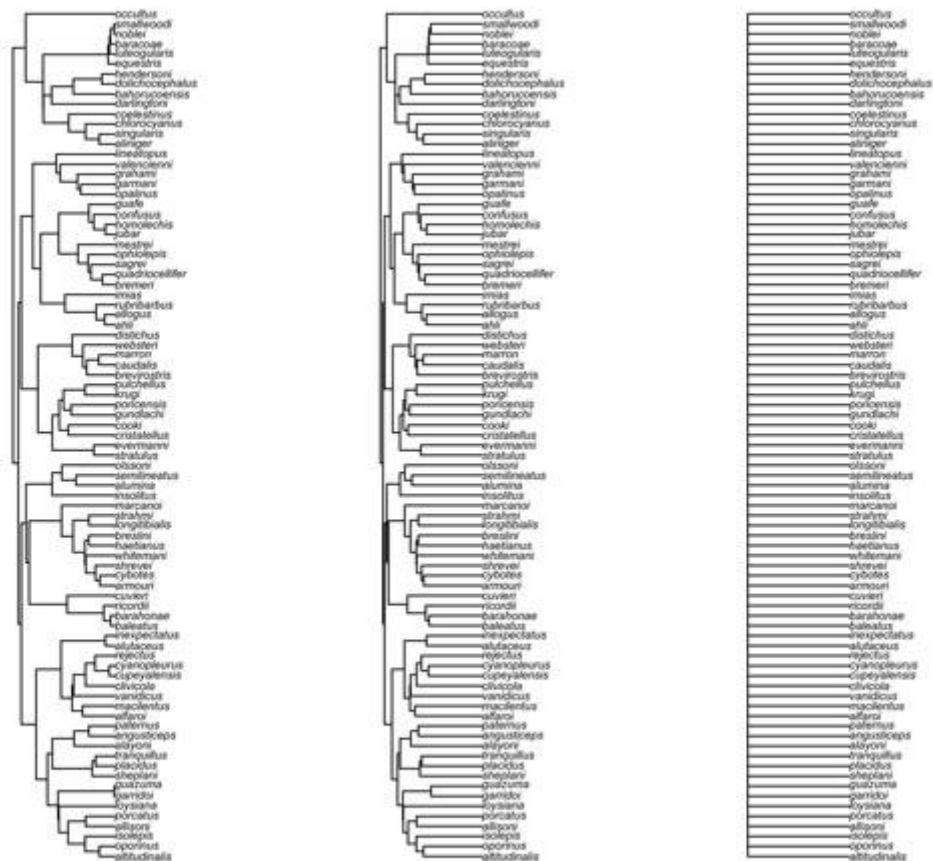 occultus occultus occultus
smallwoodi smallwoodi smallwoodi
noblei noblei noblei
baracoae baracoae baracoae
luteogularis luteogularis luteogularis
equestris equestris equestris
hendersoni hendersoni hendersoni
dolichocephalus dolichocephalus dolichocephalus
bahorucoensis bahorucoensis bahorucoensis
darlingtoni darlingtoni darlingtoni
coelestinus coelestinus coelestinus
chlorocyanus chlorocyanus chlorocyanus
singularis singularis singularis
aliniger aliniger aliniger
lineatopus lineatopus lineatopus
valencienni valencienni valencienni
grahami grahami grahami
garmani garmani garmani
opalinus opalinus opalinus
guafe guafe guafe
confusus confusus confusus
homolechis homolechis homolechis
jubar jubar jubar
mestrei mestrei mestrei
ophiolepis ophiolepis ophiolepis
sagrei sagrei sagrei
quadriocellifer quadriocellifer quadriocellifer
bremeri bremeri bremeri
imias imias imias
rubribarbus rubribarbus rubribarbus
allogus allogus allogus
ahli ahli ahli
distichus distichus distichus
websteri websteri websteri
marron marron marron
caudalis caudalis caudalis
brevirostris brevirostris brevirostris
pulchellus pulchellus pulchellus
krugi krugi krugi
poncensis poncensis poncensis
gundlachi gundlachi gundlachi
cooki cooki cooki
cristatellus cristatellus cristatellus
evermanni evermanni evermanni
stratulus stratulus stratulus
olssoni olssoni olssoni
semilineatus semilineatus semilineatus
alumina alumina alumina
insolitus insolitus insolitus
marcanoi marcanoi marcanoi
strahmi strahmi strahmi
longitibialis longitibialis longitibialis
breslini breslini breslini
haetianus haetianus haetianus
whitemani whitemani whitemani
shrevei shrevei shrevei
cybotes cybotes cybotes
armouri armouri armouri
cuvieri cuvieri cuvieri
ricordii ricordii ricordii
barahonae barahonae barahonae
baleatus baleatus baleatus
inexpectatus inexpectatus inexpectatus
alutaceus alutaceus alutaceus
rejectus rejectus rejectus
cyanopleurus cyanopleurus cyanopleurus
cupeyalensis cupeyalensis cupeyalensis
clivicola clivicola clivicola
vanidicus vanidicus vanidicus
macilentus macilentus macilentus
alfaroi alfaroi alfaroi
paternus paternus paternus
angusticeps angusticeps angusticeps
alayoni alayoni alayoni
tranquillus tranquillus tranquillus
placidus placidus placidus
sheplani sheplani sheplani
guazuma guazuma guazuma
garridoi garridoi garridoi
loysiana loysiana loysiana
porcatus porcatus porcatus
allisoni allisoni allisoni
isolepis isolepis isolepis
oporinus oporinus oporinus
altitudinalis altitudinalis altitudinalis